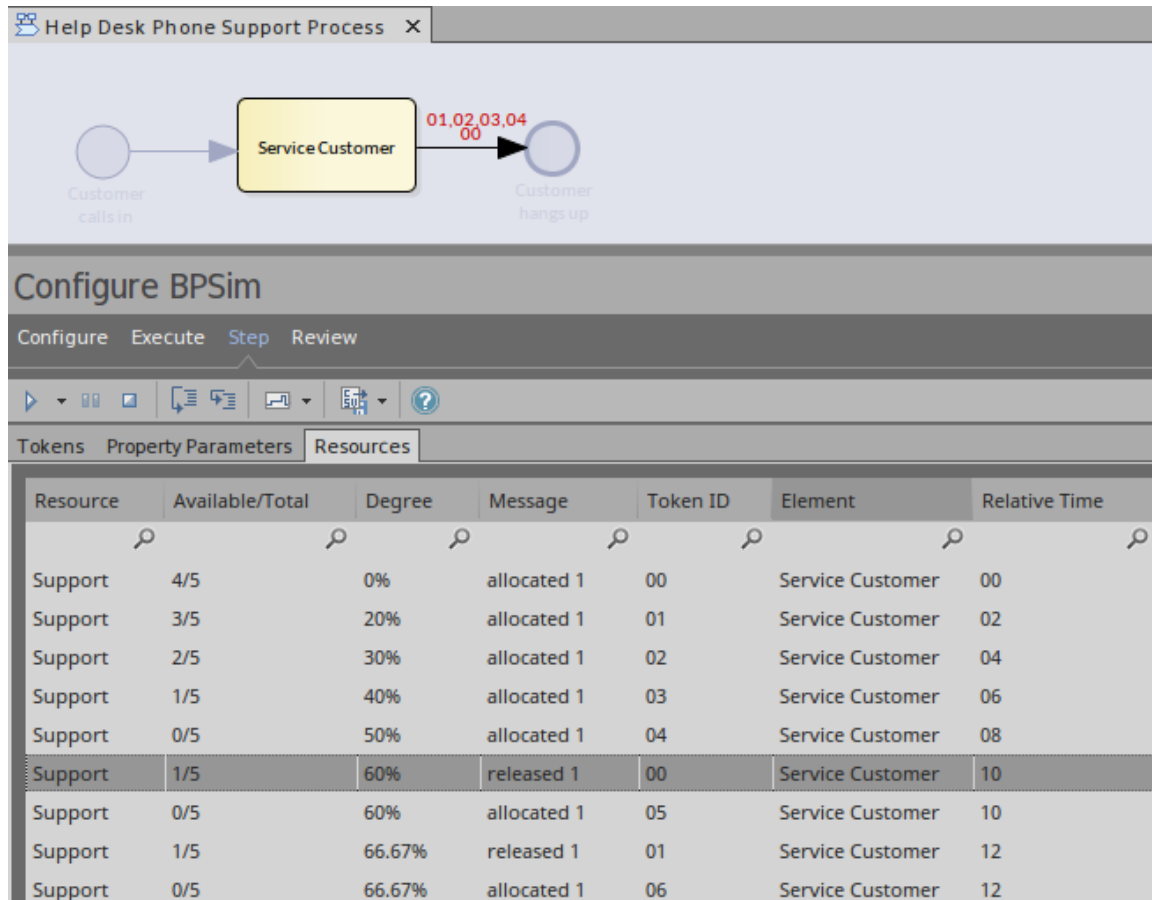 Help Desk Phone Support Process X
01,02,03,04
00
Service Customer
Customer
calls in
Customer
hangs up
Configure BPSim
Configure Execute Step Review
Tokens Property Parameters Resources
Resource Available/Total Degree Message Token ID Element Relative Time
Support 4/5 0% allocated 1 00 Service Customer 00
Support 3/5 20% allocated 1 01 Service Customer 02
Support 2/5 30% allocated 1 02 Service Customer 04
Support 1/5 40% allocated 1 03 Service Customer 06
Support 0/5 50% allocated 1 04 Service Customer 08
Support 1/5 60% released 1 00 Service Customer 10
Support 0/5 60% allocated 1 05 Service Customer 10
Support 1/5 66.67% released 1 01 Service Customer 12
Support 0/5 66.67% allocated 1 06 Service Customer 12